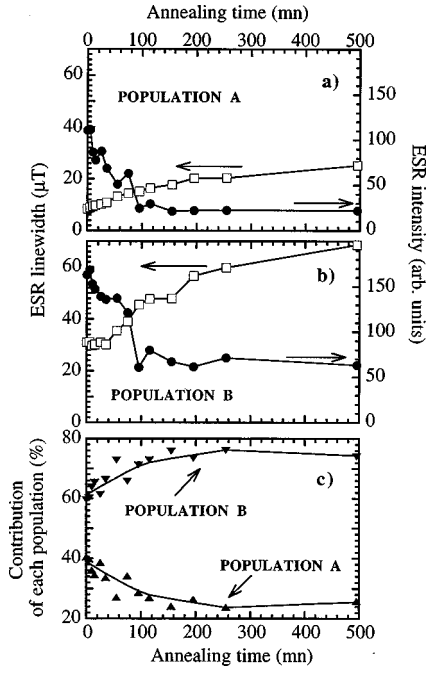 Annealing time (mn)
0 100 200 300 400 500
60
40
20
0
150
100
50
0
a)
POPULATION A
ESR linewidth (µT)
ESR intensity (arb. units)
60
40
20
0
150
100
50
0
b)
POPULATION B
80
60
40
20
c)
POPULATION B
POPULATION A
Contribution
of each population (%)
0 100 200 300 400 500
Annealing time (mn)